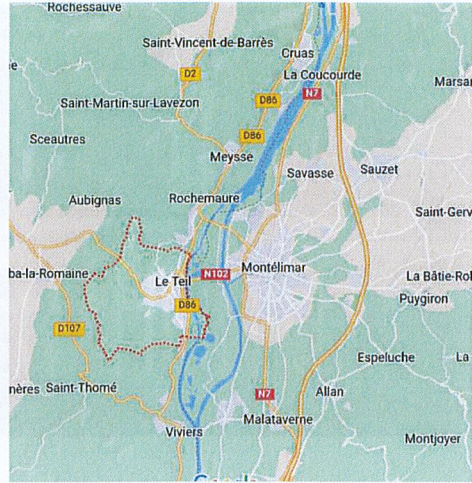 Rochessauve
Saint-Vincent-de-Barrès
Cruas
D2
La Coucourde
N7
Marsan
D86
Saint-Martin-sur-Lavezon
D86
Sceautres
Meysse
Savasse
Sauzet
Aubignas
Rochemaure
Saint-Gerv
ba-la-Romaine
N102
Montélimar
Le Teil
La Bâtie-Rol
Puygiron
D86
D107
Espeluche
La
nères
Saint-Thomé
N7
Allan
Malataverne
Viviers
Montjoyer